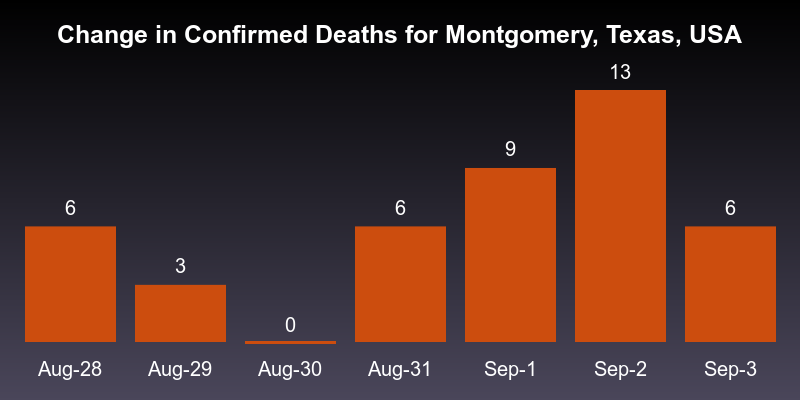 Change in Confirmed Deaths for Montgomery, Texas, USA
6
3
0
6
9
13
6
Aug-28
Aug-29
Aug-30
Aug-31
Sep-1
Sep-2
Sep-3